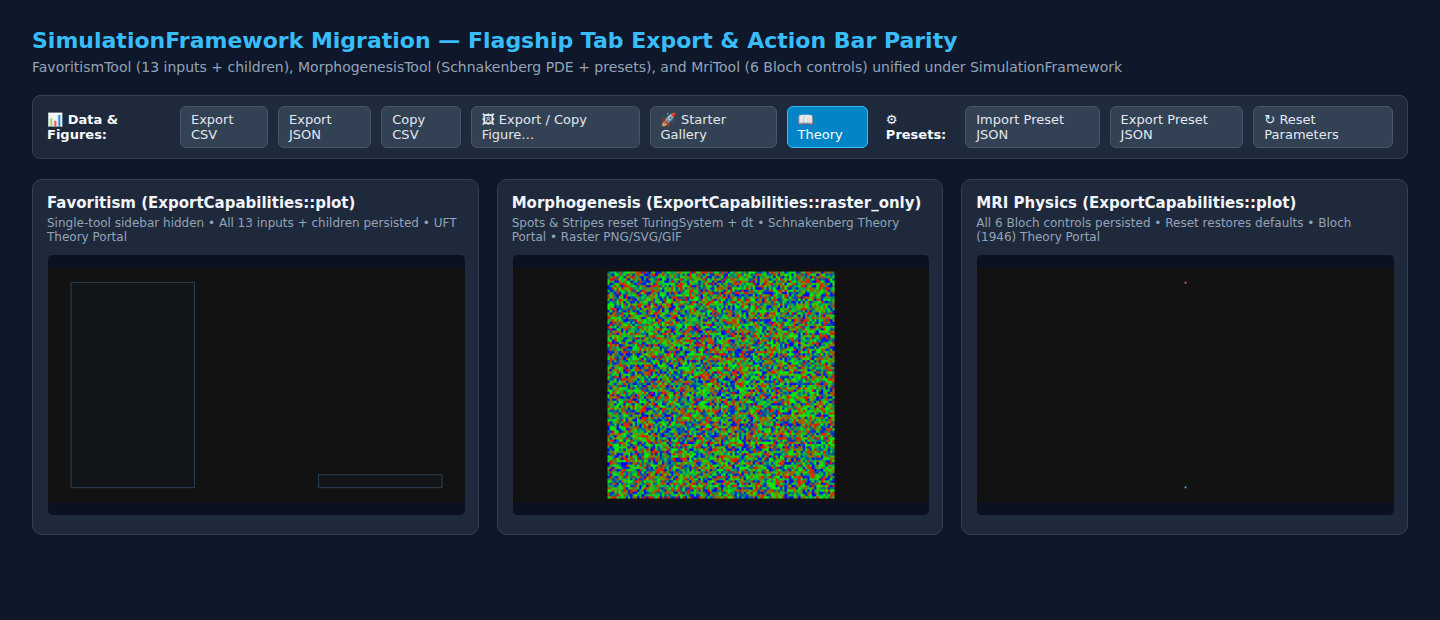 SimulationFramework Migration — Flagship Tab Export & Action Bar Parity
FavoritismTool (13 inputs + children), MorphogenesisTool (Schnakenberg PDE + presets), and MriTool (6 Bloch controls) unified under SimulationFramework
📊 Data &
Figures:
Export
CSV
Export
JSON
Copy
CSV
🖼 Export / Copy
Figure…
🚀 Starter
Gallery
📖
Theory
⚙
Presets:
Import Preset
JSON
Export Preset
JSON
↻ Reset
Parameters
Favoritism (ExportCapabilities::plot)
Single-tool sidebar hidden • All 13 inputs + children persisted • UFT
Theory Portal
Morphogenesis (ExportCapabilities::raster_only)
Spots & Stripes reset TuringSystem + dt • Schnakenberg Theory
Portal • Raster PNG/SVG/GIF
MRI Physics (ExportCapabilities::plot)
All 6 Bloch controls persisted • Reset restores defaults • Bloch
(1946) Theory Portal